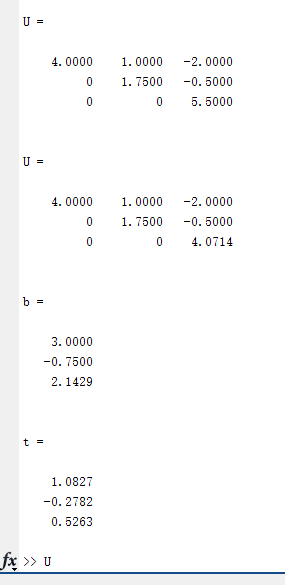 U =
4.0000 1.0000 -2.0000
0 1.7500 -0.5000
0 0 5.5000
U =
4.0000 1.0000 -2.0000
0 1.7500 -0.5000
0 0 4.0714
b =
3.0000
-0.7500
2.1429
t =
1.0827
-0.2782
0.5263
fx >> U